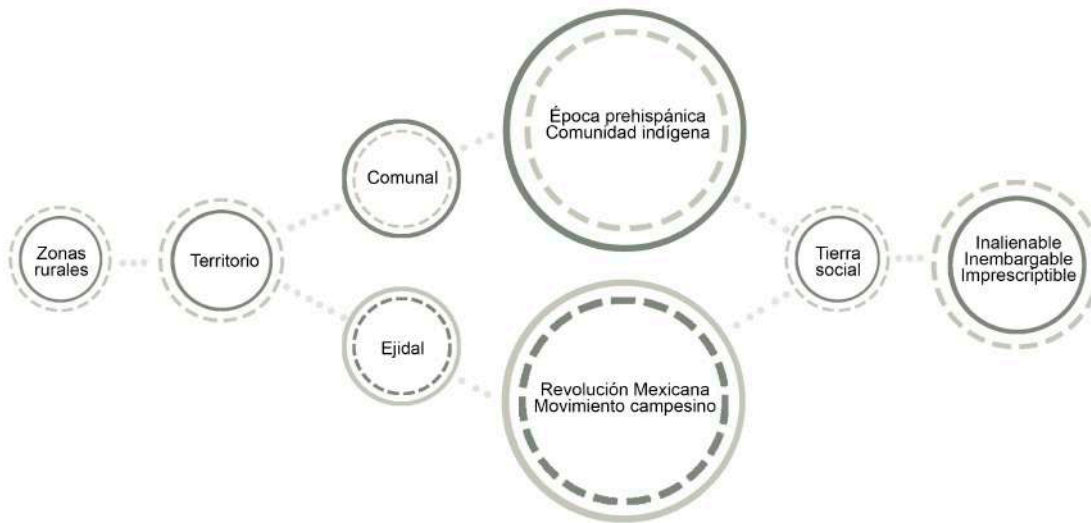 Zonas
rurales
Territorio
Comunal
Ejidal
Época prehispánica
Comunidad indígena
Revolución Mexicana
Movimiento campesino
Tierra
social
Inalienable
Inembargable
Imprescriptible